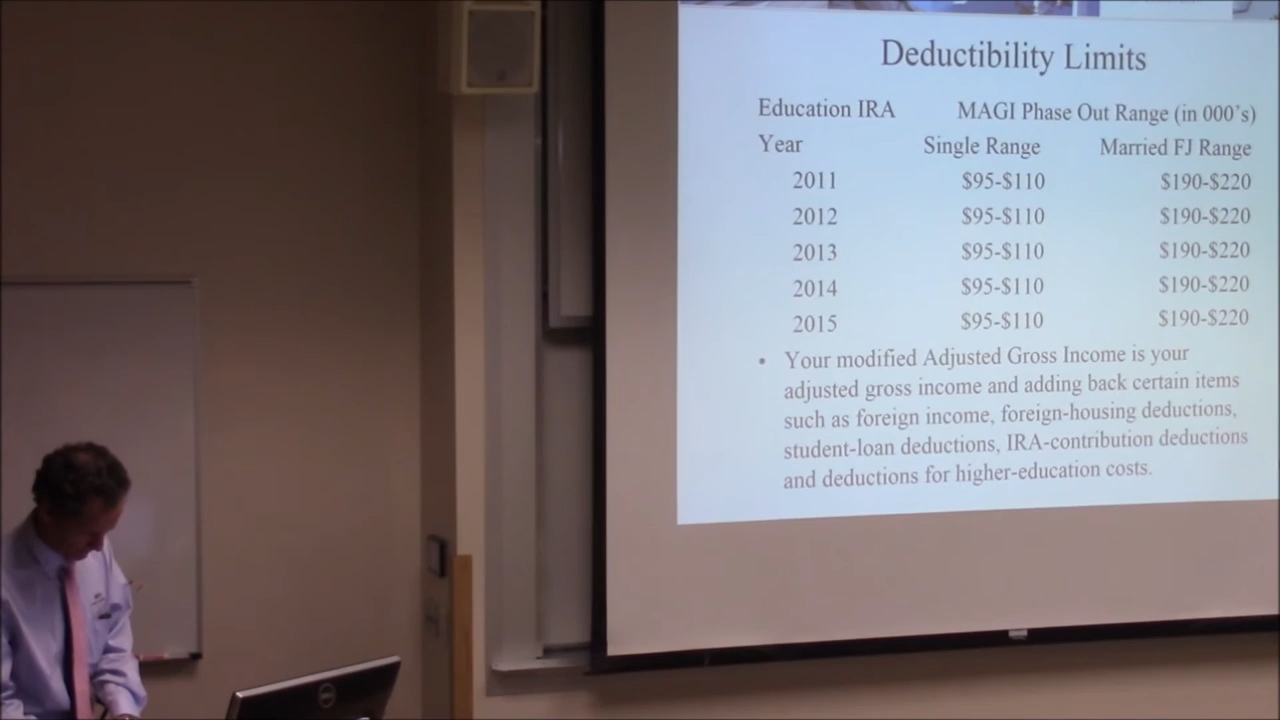 Deductibility Limits
Education IRA MAGI Phase Out Range (in 000's)
Year Single Range Married FJ Range
2011 $95-$110 $190-$220
2012 $95-$110 $190-$220
2013 $95-$110 $190-$220
2014 $95-$110 $190-$220
2015 $95-$110 $190-$220
• Your modified Adjusted Gross Income is your
adjusted gross income and adding back certain items
such as foreign income, foreign-housing deductions,
student-loan deductions, IRA-contribution deductions
and deductions for higher-education costs.
DELL